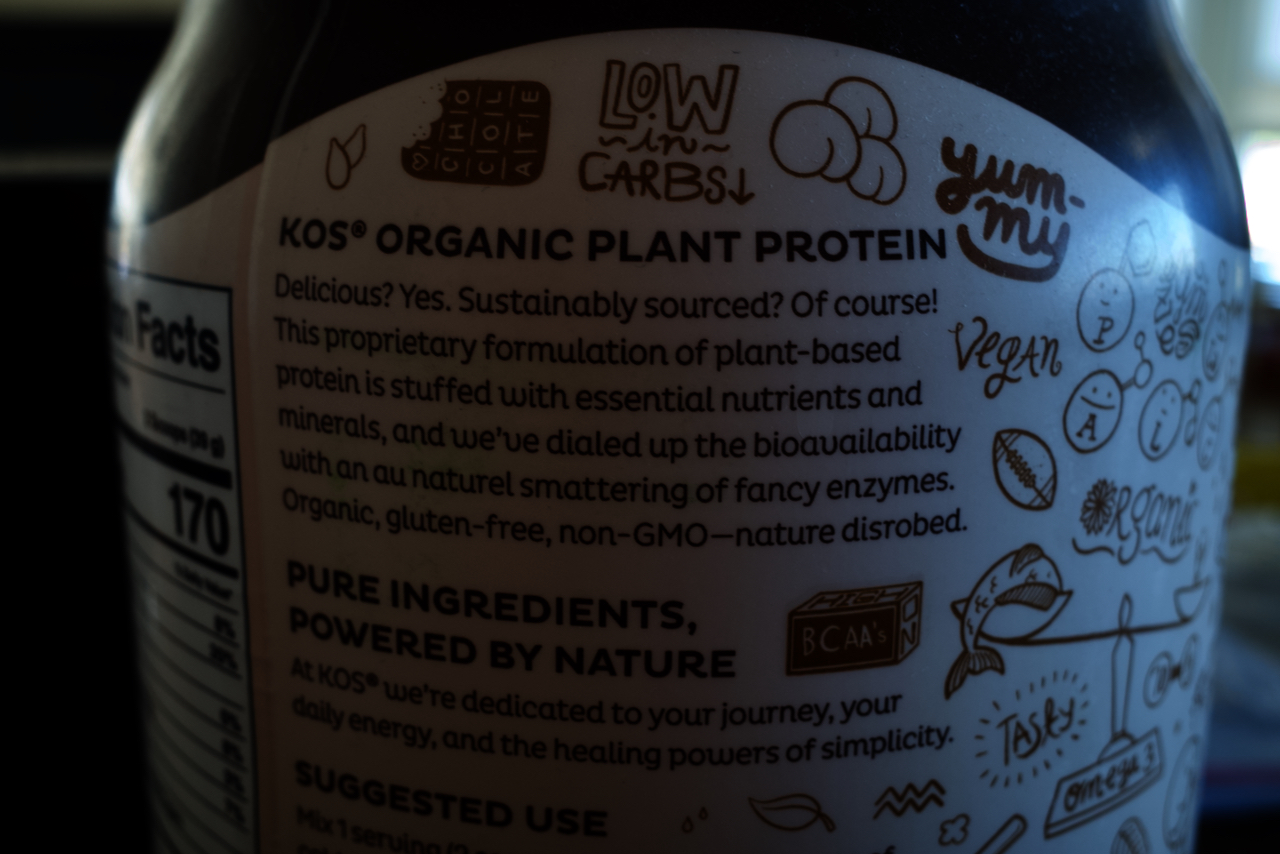 CHOCOLATE
LOW
in
CARBS
yum-
my
KOS® ORGANIC PLANT PROTEIN
Delicious? Yes. Sustainably sourced? Of course!
This proprietary formulation of plant-based
protein is stuffed with essential nutrients and
minerals, and we've dialed up the bioavailability
with an au naturel smattering of fancy enzymes.
Organic, gluten-free, non-GMO—nature disrobed.
VEGAN
P
A
i
ORganic
PURE INGREDIENTS,
POWERED BY NATURE
HIGH
IN
BCAA's
At KOS® we're dedicated to your journey, your
daily energy, and the healing powers of simplicity.
TASty
omega 3
SUGGESTED USE
Mix 1 serving (2
Facts
(39 g)
170